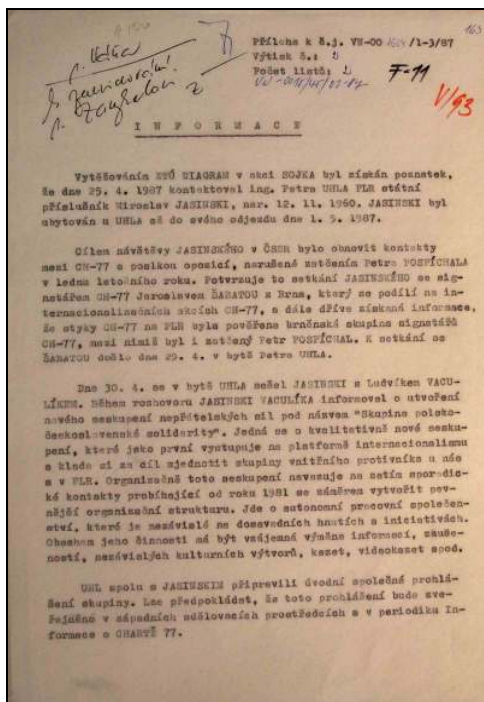 163
Příloha k č.j. VN-00 /1-3/87
Výtisk č.: 2
Počet listů: 2
F-11
V/93
I N F O R M A C E
Vytěžováním ZTÚ DIAGRAM v akci SOJKA byl získán poznatek,
že dne 25. 4. 1987 kontaktoval ing. Petra UHLA PLR státní
příslušník Miroslav JASINSKI, nar. 12. 11. 1960. JASINSKI byl
ubytován u UHLA až do svého odjezdu dne 1. 5. 1987.
Cílem návštěvy JASINSKÉHO v ČSSR bylo obnovit kontakty
mezi CH-77 a polskou opozicí, narušené zatčením Petra POSPÍCHALA
v lednu letošního roku. Potvrzuje to setkání JASINSKÉHO se sig-
natářem CH-77 Jaroslavem ŠABATOU z Brna, který se podílí na in-
ternacionalizačních akcích CH-77, a dále dříve získaná informace,
že styky CH-77 na PLR byla pověřena brněnská skupina signatářů
CH-77, mezi nimiž byl i zatčený Petr POSPÍCHAL. K setkání se
ŠABATOU došlo dne 29. 4. v bytě Petra UHLA.
Dne 30. 4. se v bytě UHLA sešel JASINSKI s Ludvíkem VACU-
LÍKEM. Během rozhovoru JASINSKI VACULÍKA informoval o utvoření
nového seskupení nepřátelských sil pod názvem "Skupina polsko-
československé solidarity". Jedná se o kvalitativně nové sesku-
pení, které jako první vystupuje na platformě internacionalismu
a klade si za cíl sjednotit skupiny vnitřního protivníka u nás
a v PLR. Organizačně toto seskupení navazuje na zatím sporadic-
ké kontakty probíhající od roku 1981 se záměrem vytvořit pev-
nější organizační strukturu. Jde o autonomní pracovní společen-
ství, které je nezávislé na dosavadních hnutích a iniciativách.
Obsahem jeho činnosti má být vzájemná výměna informací, zkuše-
ností, nezávislých kulturních výtvorů, kazet, videokazet apod.
UHL spolu s JASINSKIM připravili úvodní společné prohlá-
šení skupiny. Lze předpokládat, že toto prohlášení bude zve-
řejněno v západních sdělovacích prostředcích a v periodiku In-
formace o CHARTĚ 77.